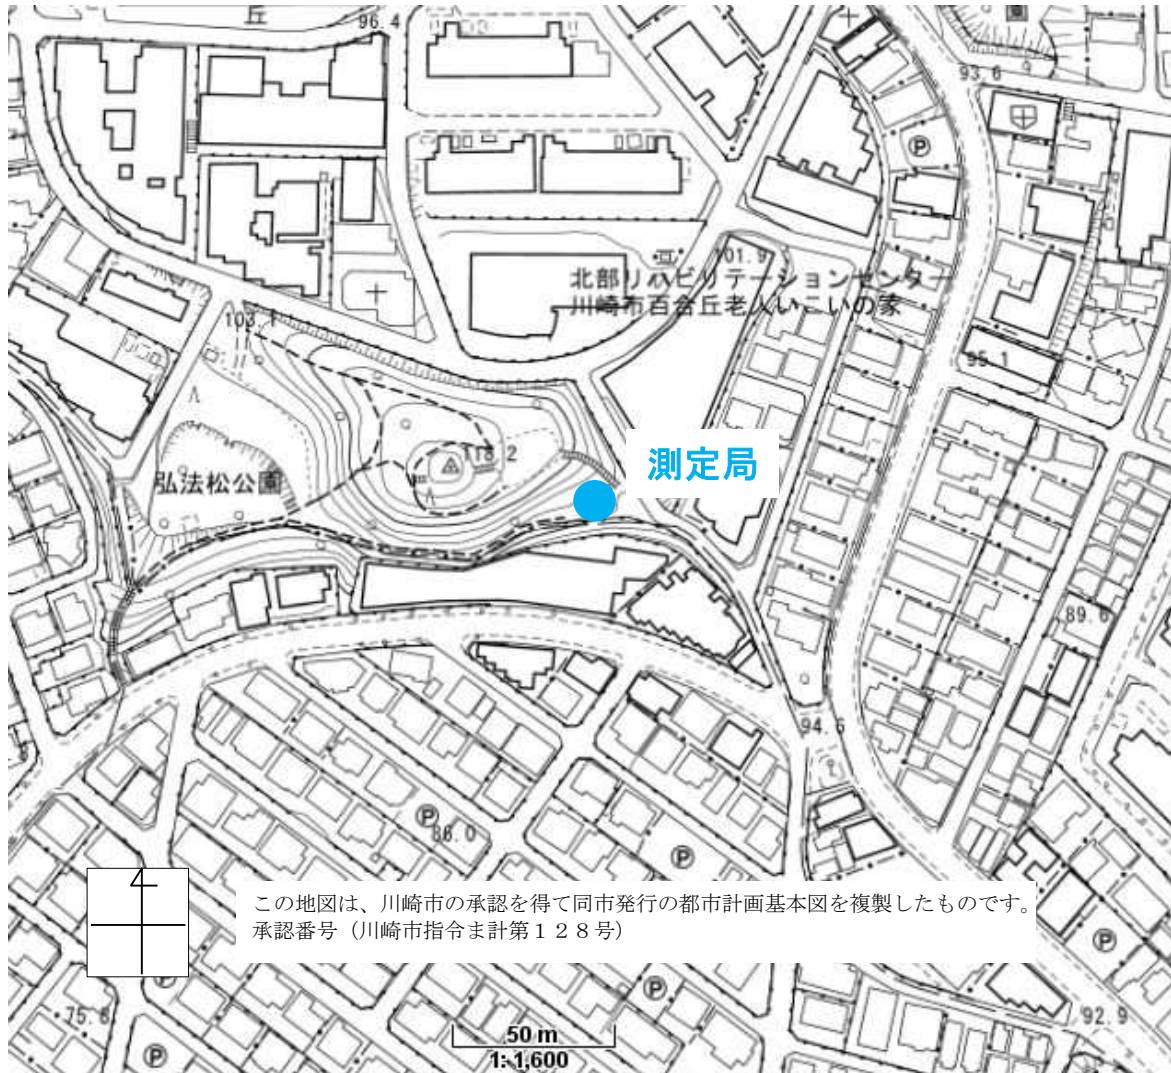 丘
96.4
93.6
P
101.9
北部リハビリテーションセンター
川崎市百合丘老人いこいの家
103.1
95.1
118.2
測定局
弘法松公園
89.6
94.6
P
86.0
P
この地図は、川崎市の承認を得て同市発行の都市計画基本図を複製したものです。
承認番号（川崎市指令ま計第１２８号）
P
P
75.8
92.9
P
50 m
1: 1,600